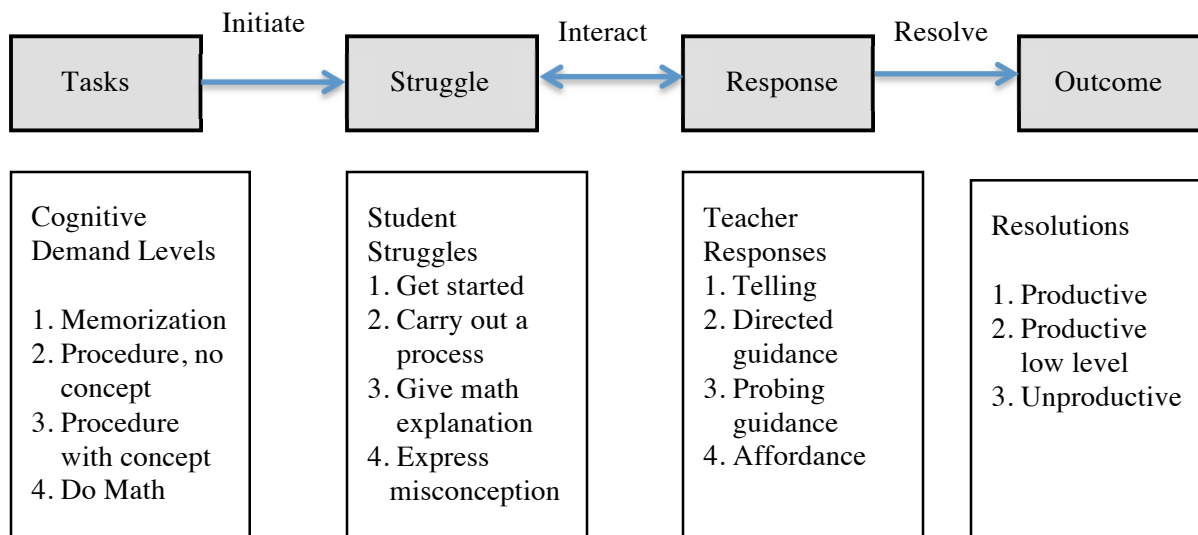 Initiate
Interact
Resolve
Tasks
Struggle
Response
Outcome
Cognitive
Demand Levels
1. Memorization
2. Procedure, no
concept
3. Procedure
with concept
4. Do Math
Student
Struggles
1. Get started
2. Carry out a
process
3. Give math
explanation
4. Express
misconception
Teacher
Responses
1. Telling
2. Directed
guidance
3. Probing
guidance
4. Affordance
Resolutions
1. Productive
2. Productive
low level
3. Unproductive